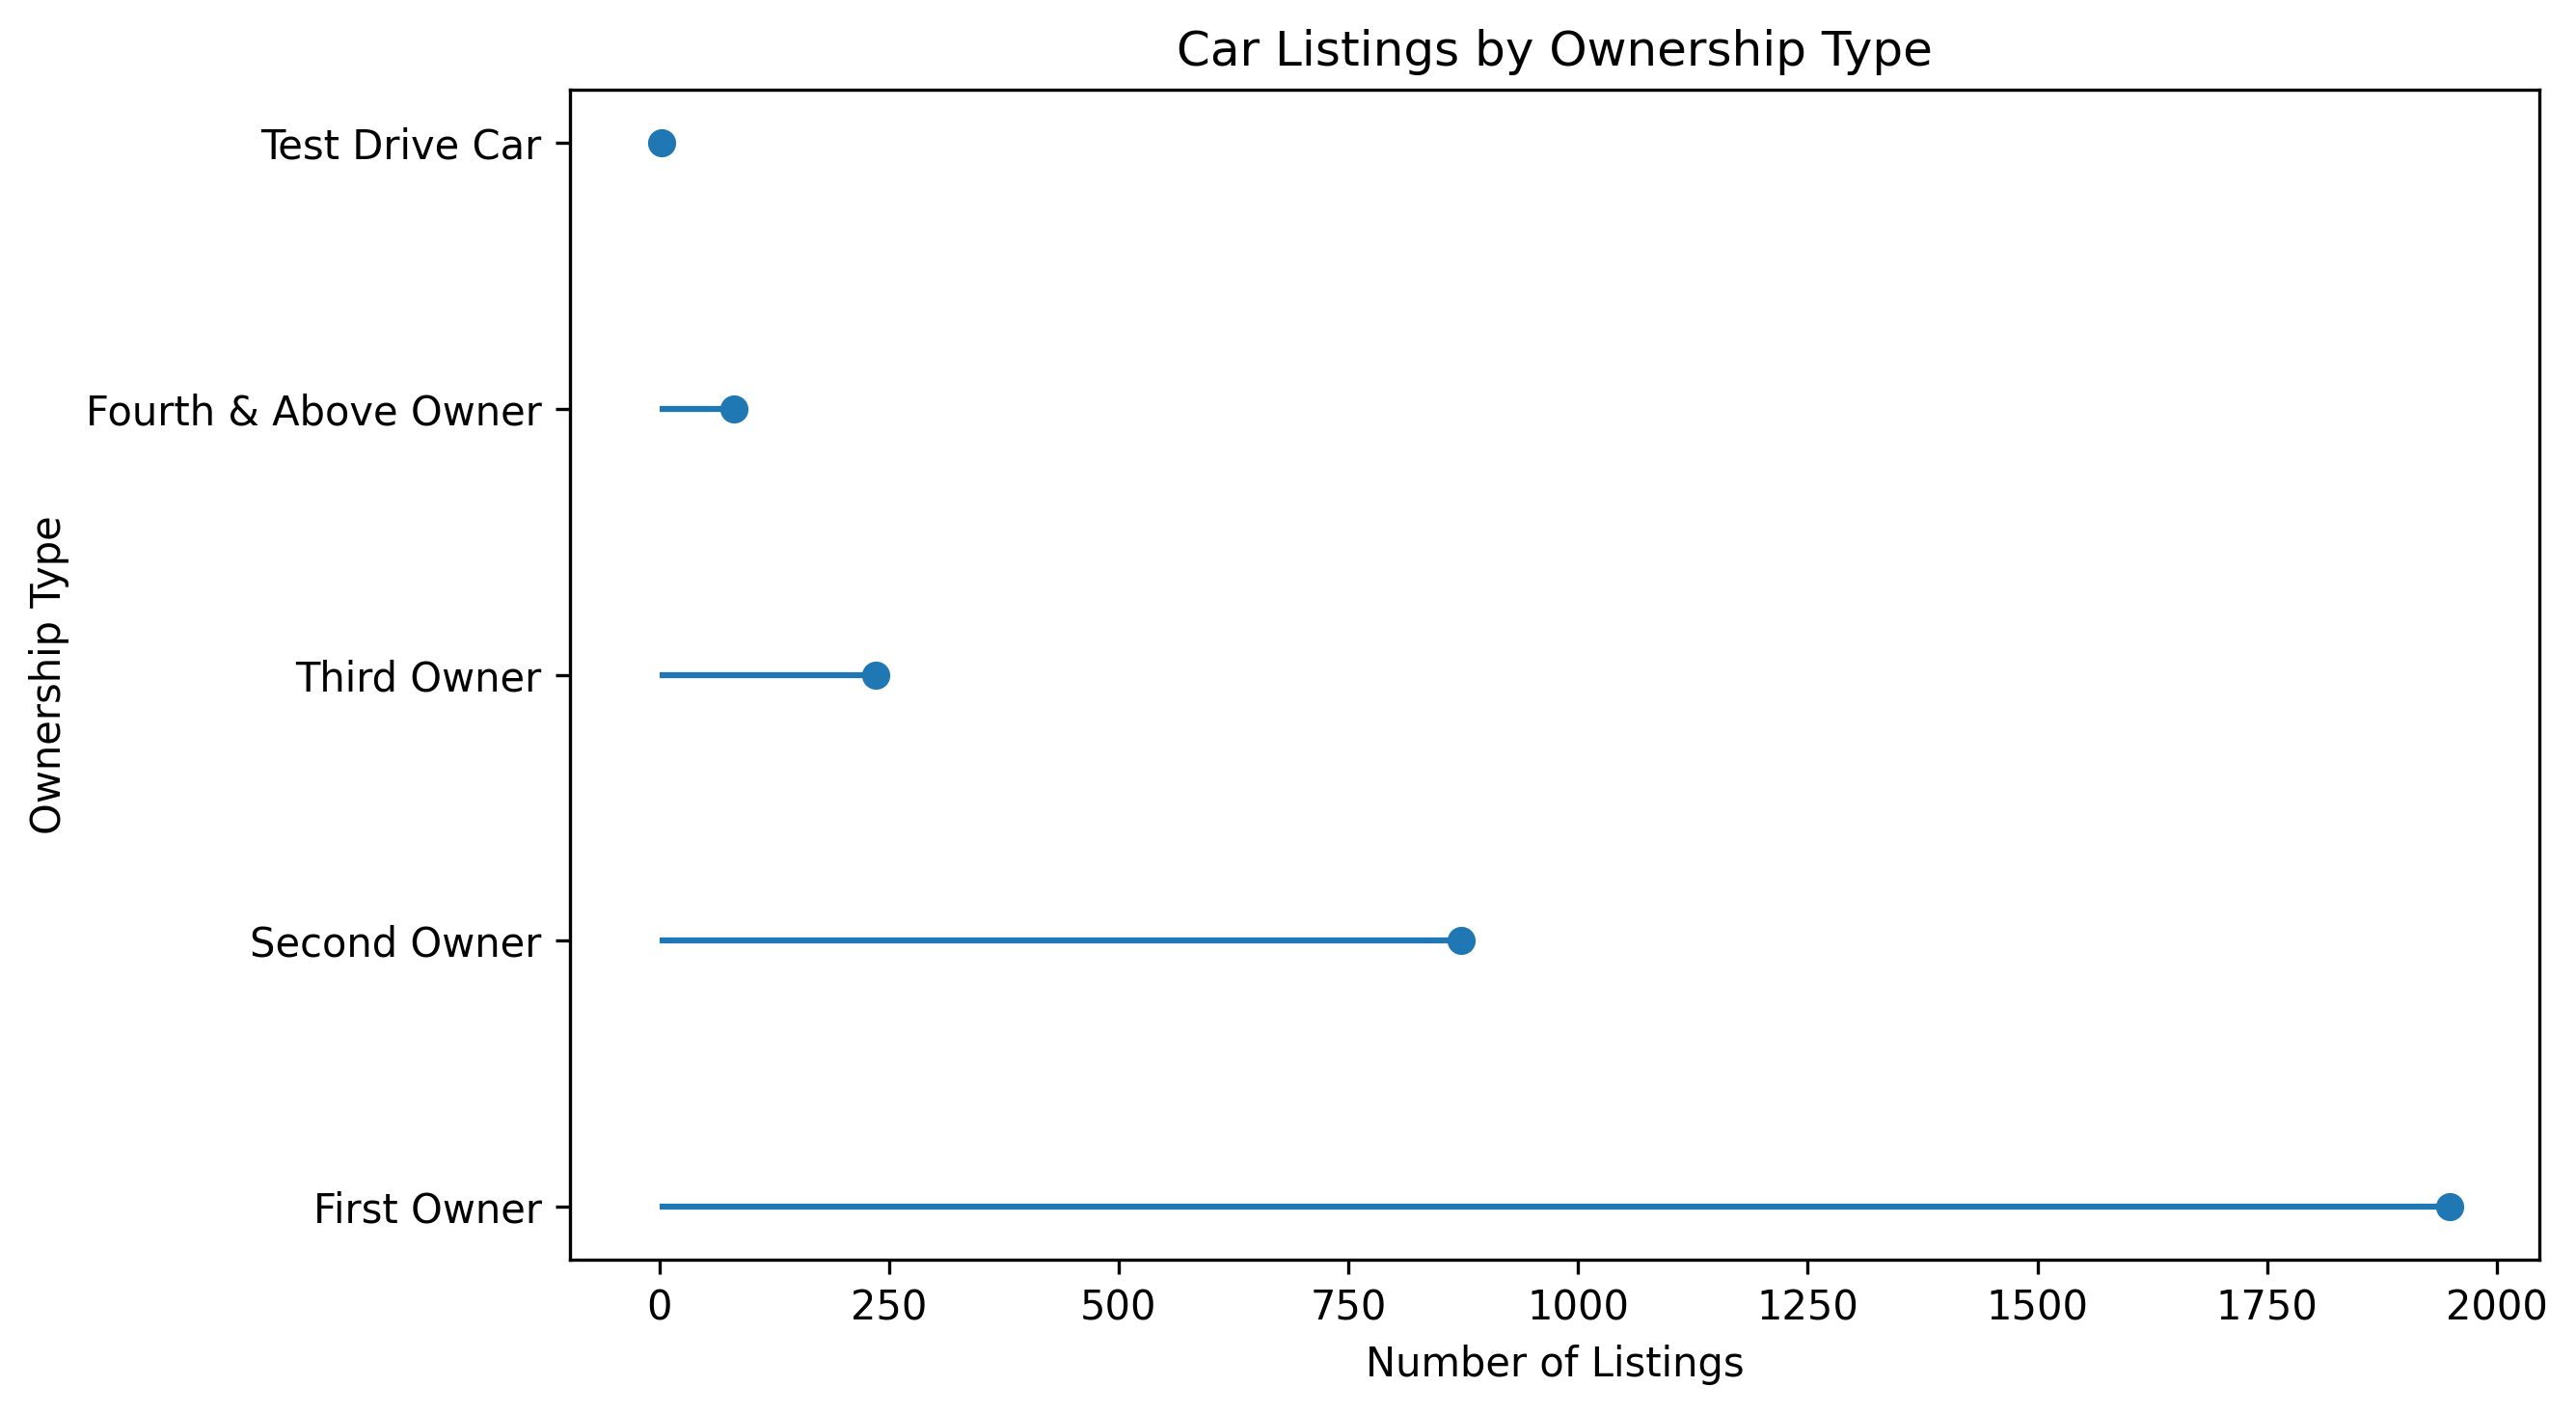 Car Listings by Ownership Type
Ownership Type
Test Drive Car
Fourth & Above Owner
Third Owner
Second Owner
First Owner
0 250 500 750 1000 1250 1500 1750 2000
Number of Listings